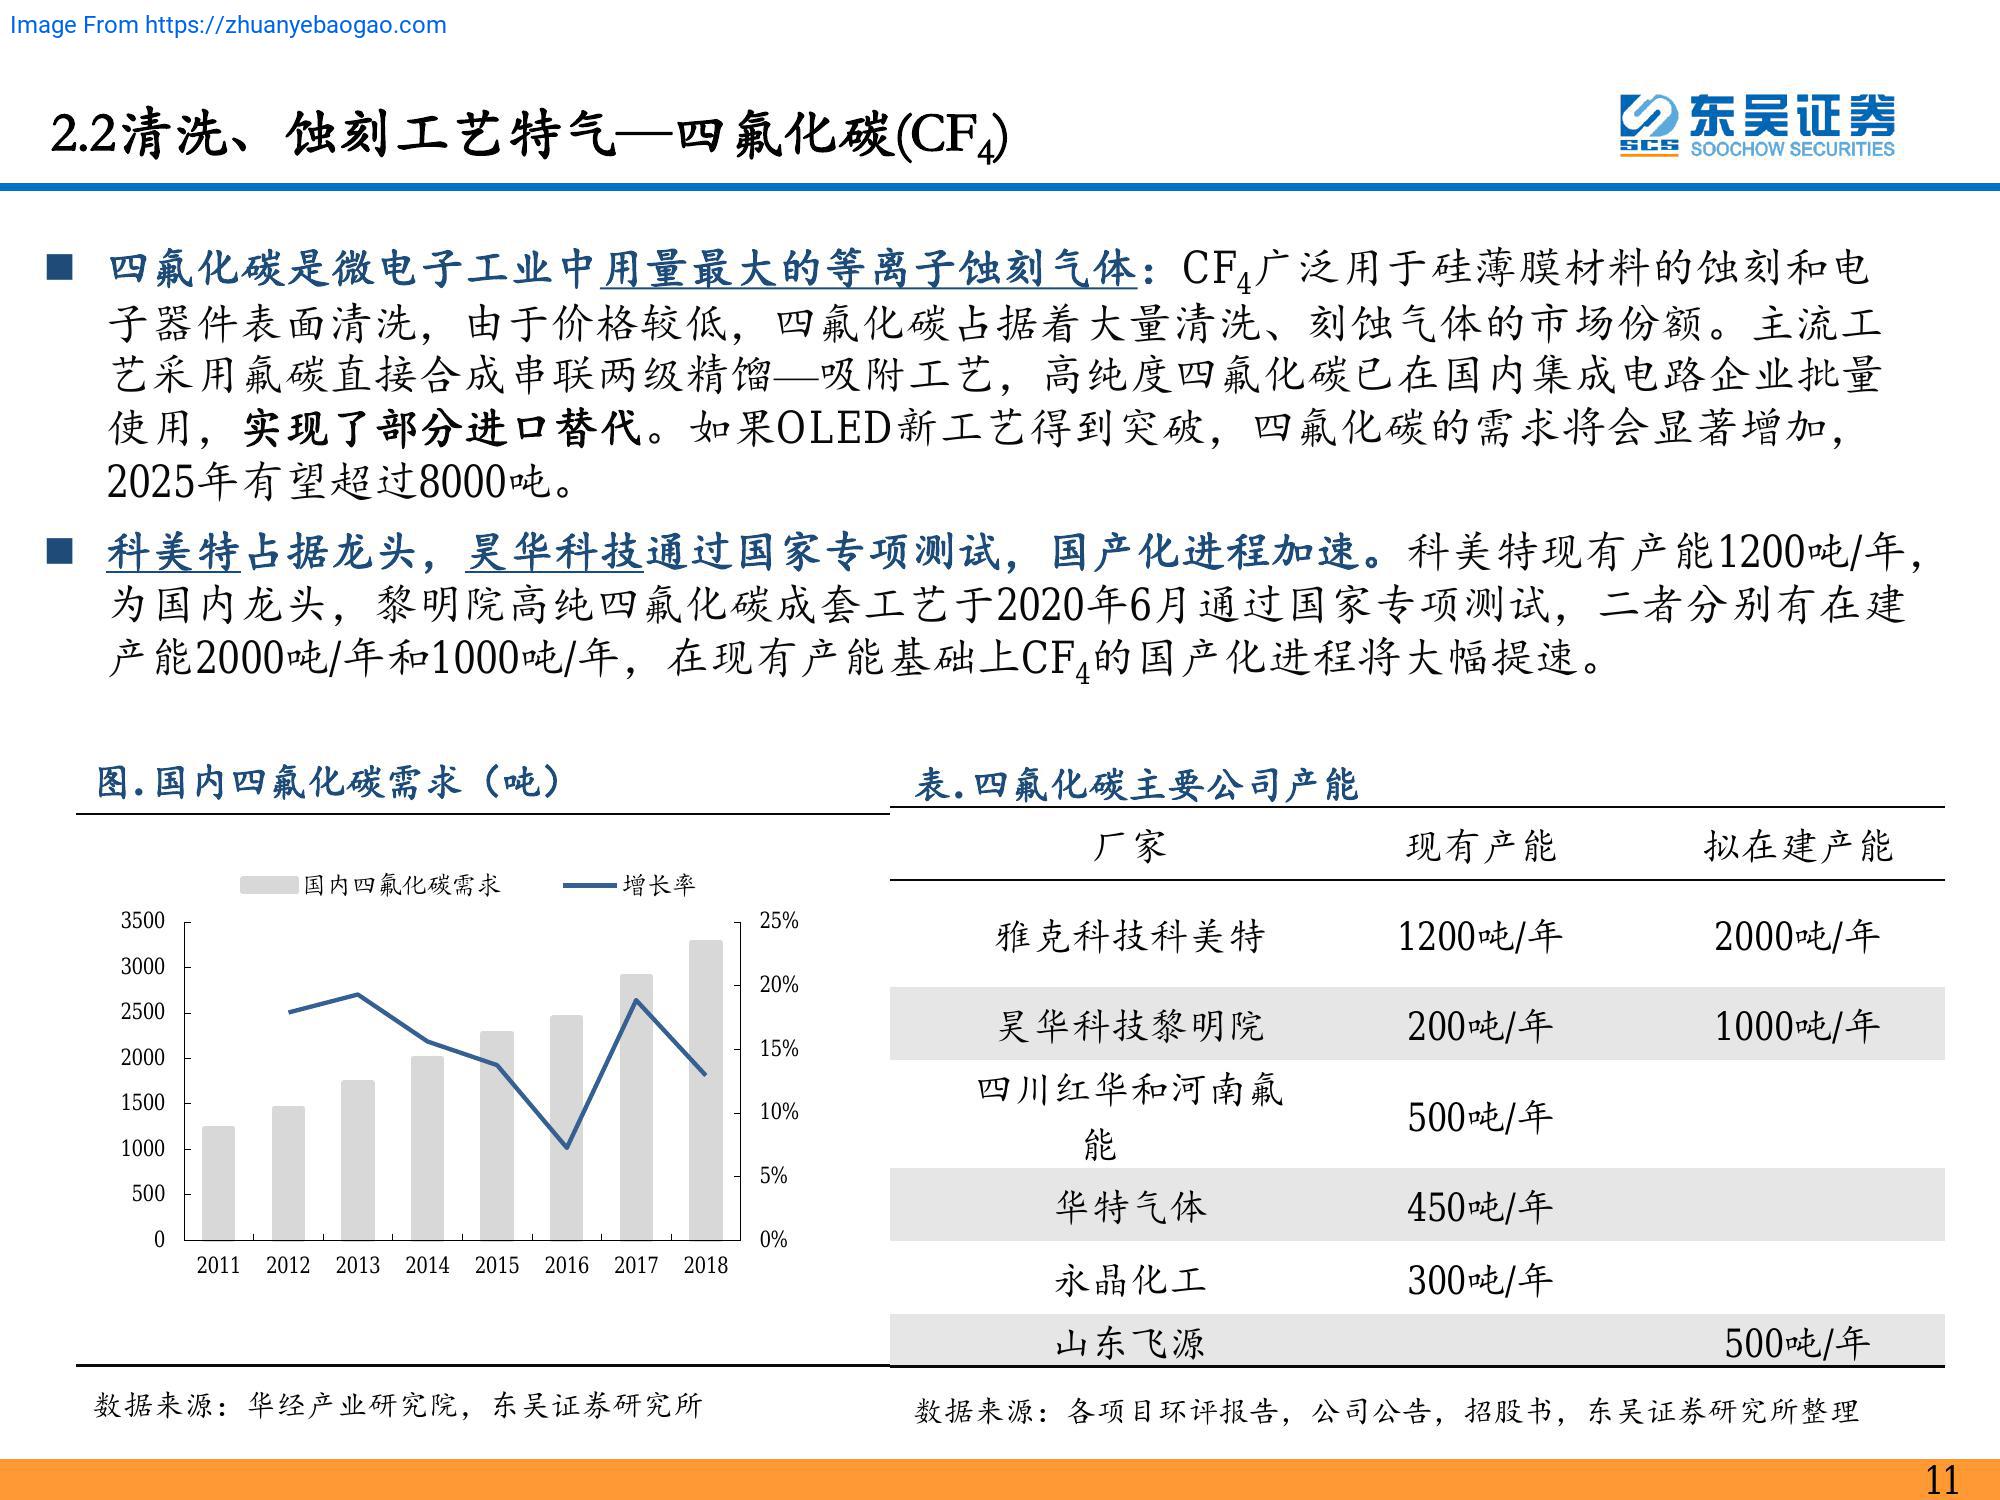 Image From https://zhuanyebaogao.com
2.2清洗、蚀刻工艺特气—四氟化碳(CF4)
东吴证券
SCS SOOCHOW SECURITIES
四氟化碳是微电子工业中用量最大的等离子蚀刻气体：CF4广泛用于硅薄膜材料的蚀刻和电
子器件表面清洗，由于价格较低，四氟化碳占据着大量清洗、刻蚀气体的市场份额。主流工
艺采用氟碳直接合成串联两级精馏—吸附工艺，高纯度四氟化碳已在国内集成电路企业批量
使用，实现了部分进口替代。如果OLED新工艺得到突破，四氟化碳的需求将会显著增加，
2025年有望超过8000吨。
科美特占据龙头，昊华科技通过国家专项测试，国产化进程加速。科美特现有产能1200吨/年，
为国内龙头，黎明院高纯四氟化碳成套工艺于2020年6月通过国家专项测试，二者分别有在建
产能2000吨/年和1000吨/年，在现有产能基础上CF4的国产化进程将大幅提速。
图.国内四氟化碳需求（吨）
国内四氟化碳需求 增长率
3500 25%
3000
2500 20%
2000 15%
1500 10%
1000
500 5%
0 0%
2011 2012 2013 2014 2015 2016 2017 2018
数据来源：华经产业研究院，东吴证券研究所
表.四氟化碳主要公司产能
厂家 现有产能 拟在建产能
雅克科技科美特 1200吨/年 2000吨/年
昊华科技黎明院 200吨/年 1000吨/年
四川红华和河南氟
能 500吨/年
华特气体 450吨/年
永晶化工 300吨/年
山东飞源 500吨/年
数据来源：各项目环评报告，公司公告，招股书，东吴证券研究所整理
11